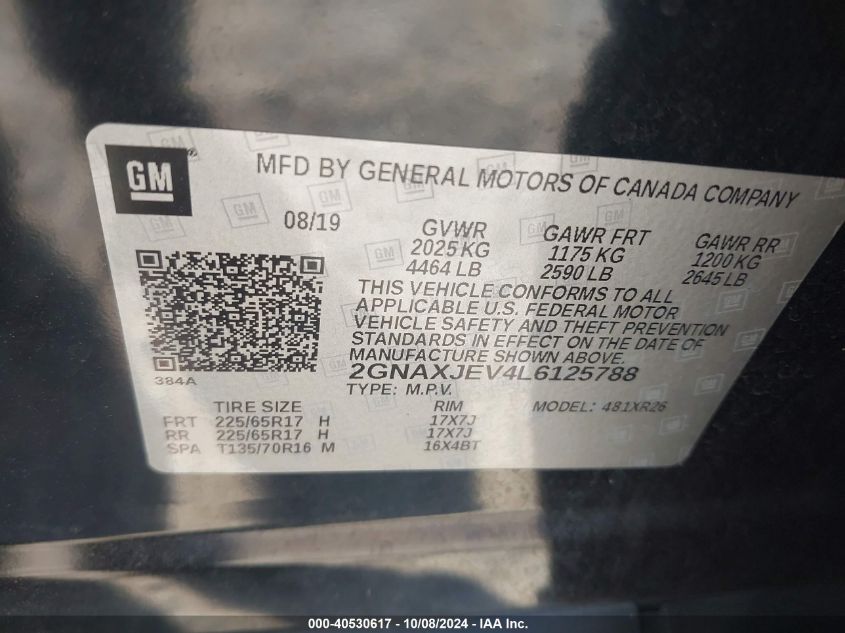 GM
MFD BY GENERAL MOTORS OF CANADA COMPANY
08/19
GVWR
2025 KG
4464 LB
GAWR FRT
1175 KG
2590 LB
GAWR RR
1200 KG
2645 LB
THIS VEHICLE CONFORMS TO ALL
APPLICABLE U.S. FEDERAL MOTOR
VEHICLE SAFETY AND THEFT PREVENTION
STANDARDS IN EFFECT ON THE DATE OF
MANUFACTURE SHOWN ABOVE.
2GNAXJEV4L6125788
384A
TYPE: M.P.V.
MODEL: 481XR26
TIRE SIZE RIM
FRT 225/65R17 H 17X7J
RR 225/65R17 H 17X7J
SPA T135/70R16 M 16X4BT
000-40530617 - 10/08/2024 - IAAI.COM